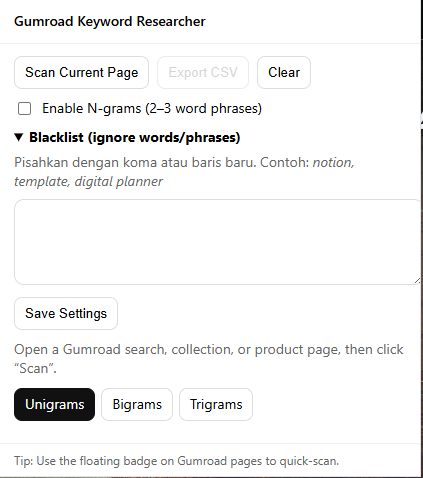 Gumroad Keyword Researcher
Scan Current Page Export CSV Clear
Enable N-grams (2–3 word phrases)
▼ Blacklist (ignore words/phrases)
Pisahkan dengan koma atau baris baru. Contoh: notion,
template, digital planner
Save Settings
Open a Gumroad search, collection, or product page, then click
“Scan”.
Unigrams Bigrams Trigrams
Tip: Use the floating badge on Gumroad pages to quick-scan.